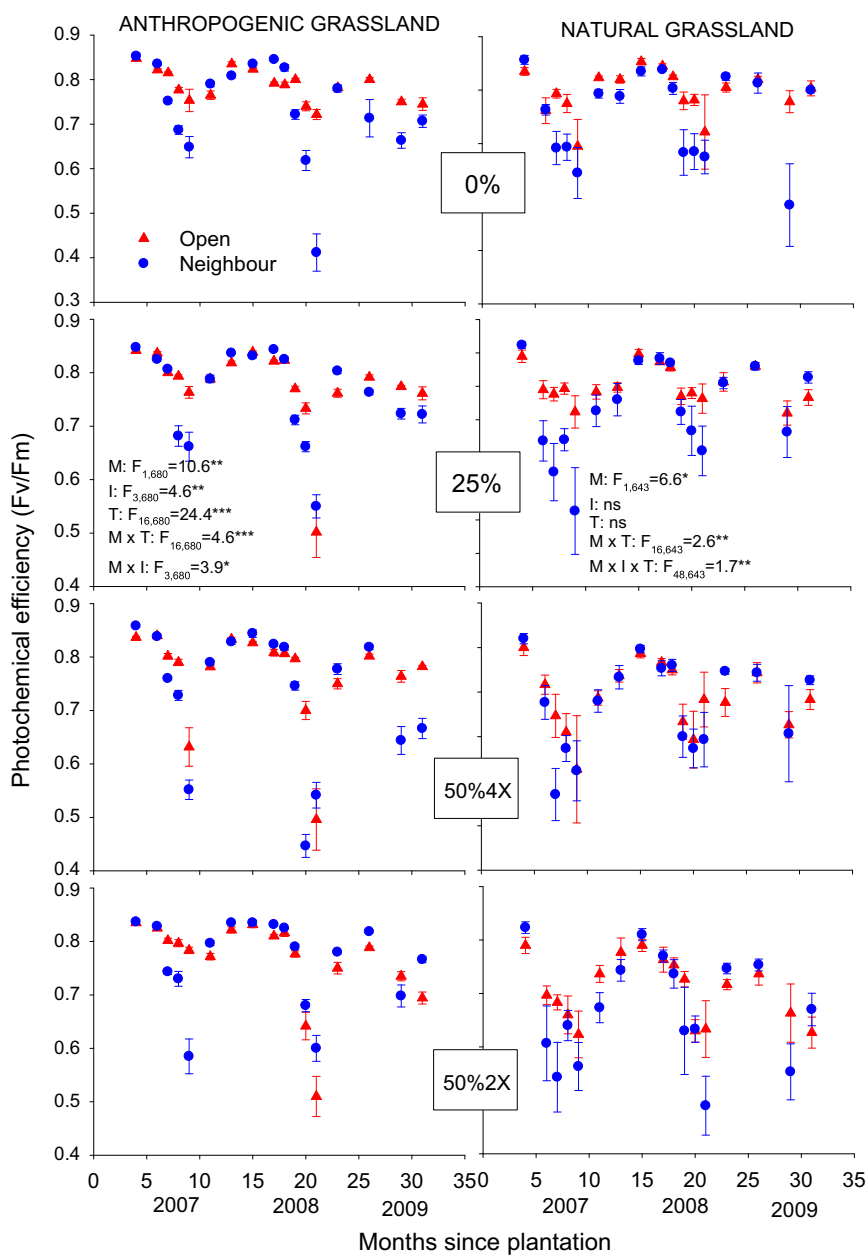 ANTHROPOGENIC GRASSLAND
NATURAL GRASSLAND
0.9
0.8
0.7
0.6
0.5
0.4
0.3
Open
Neighbour
0%
0.9
0.8
0.7
0.6
0.5
0.4
M: F1,680=10.6**
I: F3,680=4.6**
T: F16,680=24.4***
M x T: F16,680=4.6***
M x I: F3,680=3.9*
25%
M: F1,643=6.6*
I: ns
T: ns
M x T: F16,643=2.6**
M x I x T: F48,643=1.7**
Photochemical efficiency (Fv/Fm)
0.9
0.8
0.7
0.6
0.5
0.4
50%4X
0.9
0.8
0.7
0.6
0.5
0.4
50%2X
0 5 10 15 20 25 30 35
0 5 10 15 20 25 30 35
2007 2008 2009
2007 2008 2009
Months since plantation